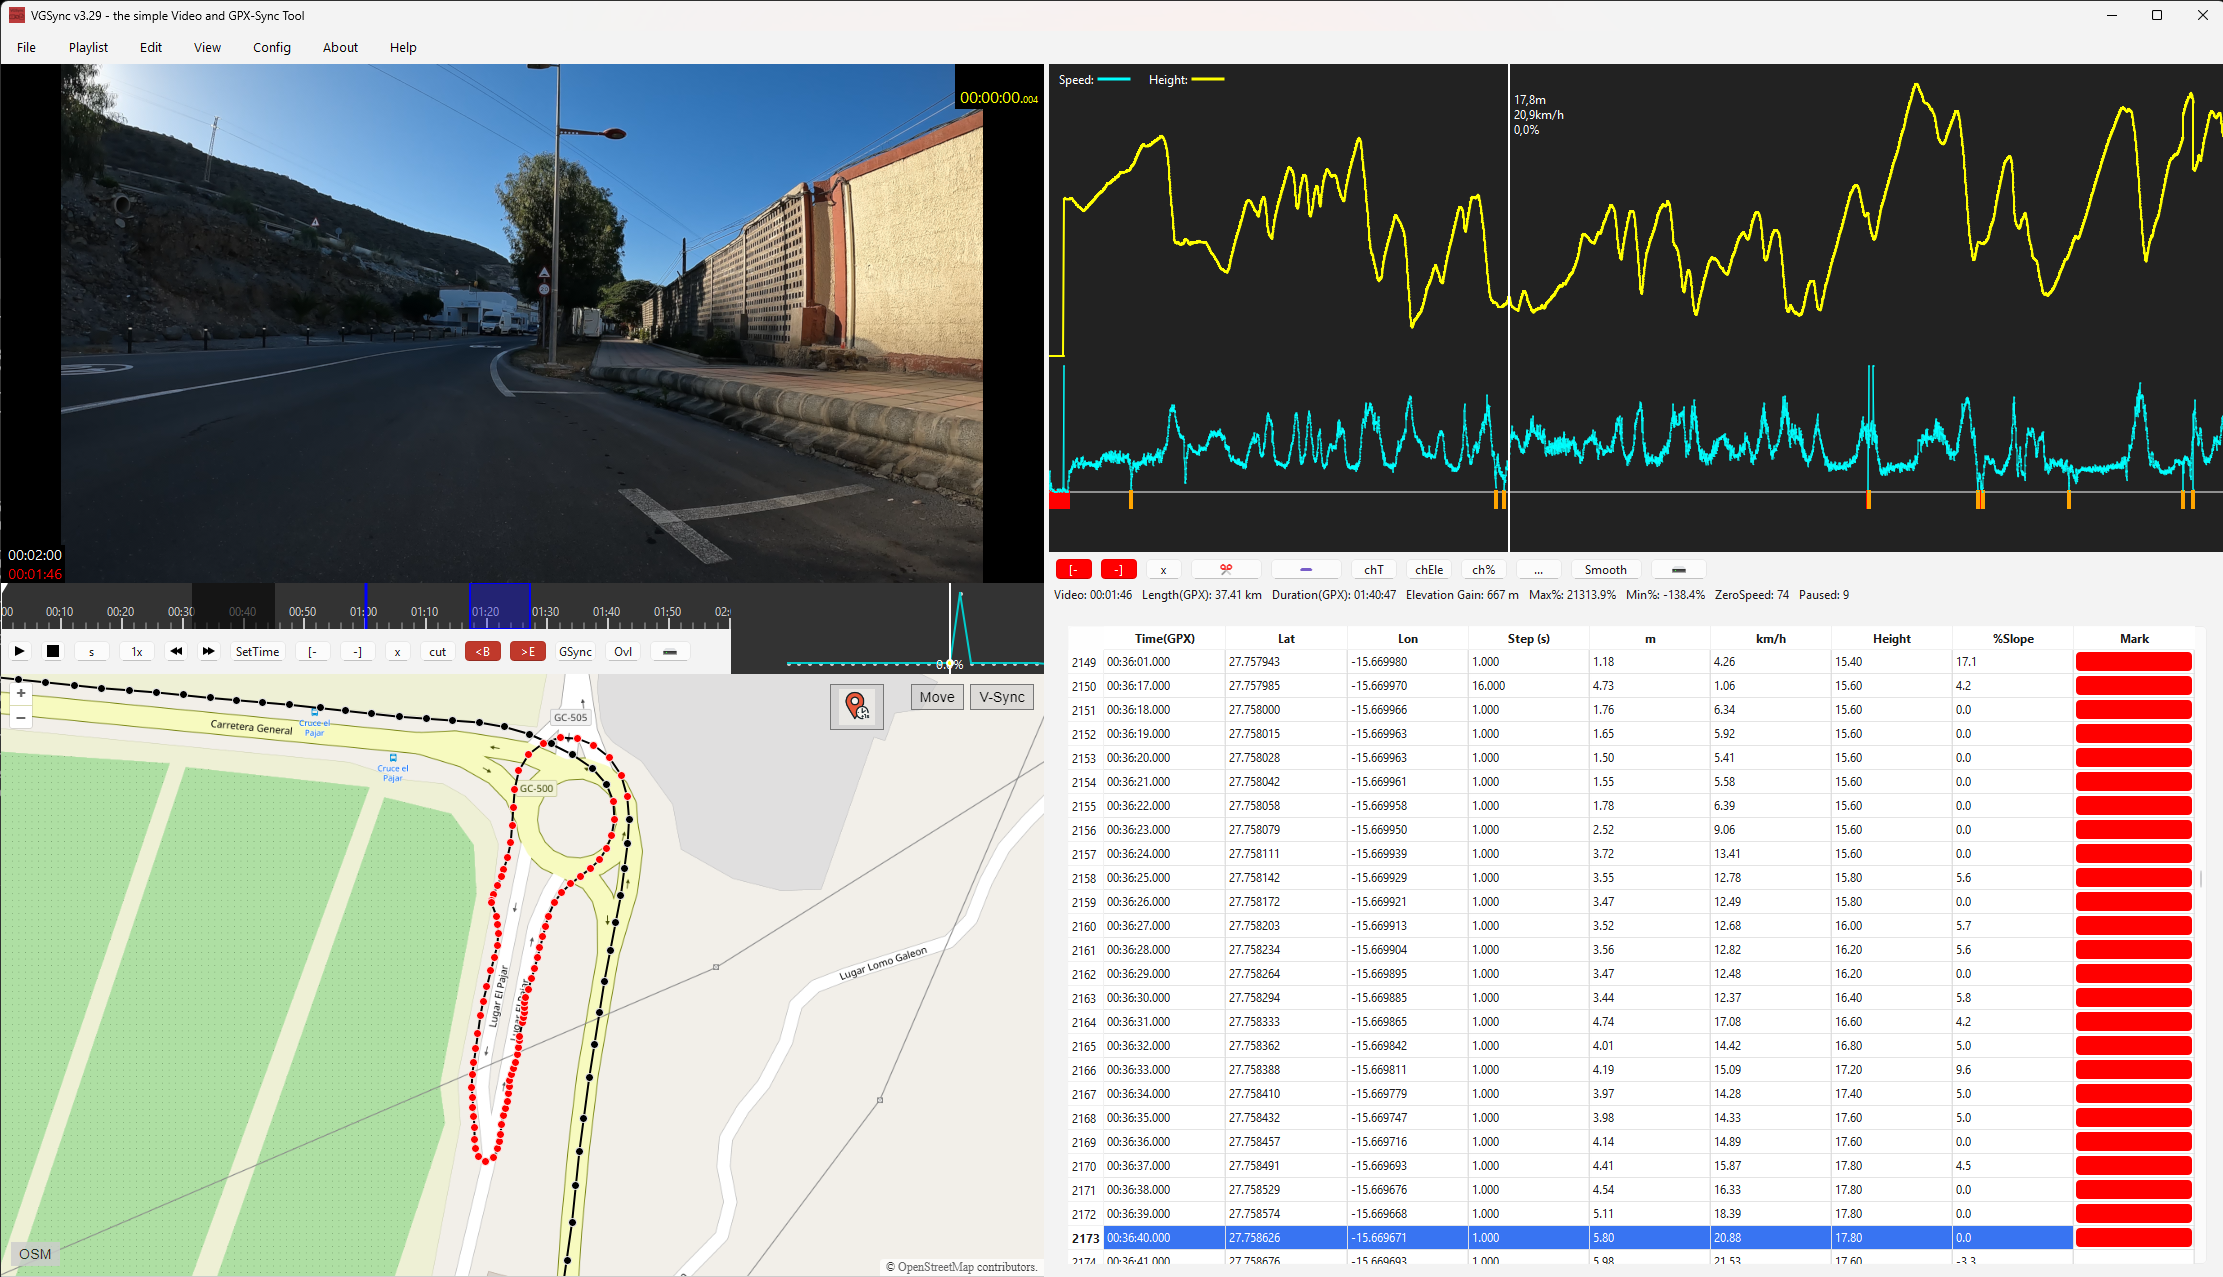 VGSync v3.29 - the simple Video and GPX-Sync Tool
File Playlist Edit View Config About Help
00:00:00.004
00:02:00
00:01:46
Speed: Height:
17,8m
20,9km/h
0,0%
00 00:10 00:20 00:30 00:40 00:50 01:00 01:10 01:20 01:30 01:40 01:50 02:
s 1x SetTime [- -] x cut <B >E GSync Ovl
0.0%
+
−
Move V-Sync
GC-505
Carretera General
Cruce el
Pajar
Cruce el
Pajar
GC-500
Lugar El Pajar
Lugar El Pajar
Lugar Lomo Galeon
OSM
© OpenStreetMap contributors.
[- -] x chT chEle ch% ... Smooth
Video: 00:01:46 Length(GPX): 37.41 km Duration(GPX): 01:40:47 Elevation Gain: 667 m Max%: 21313.9% Min%: -138.4% ZeroSpeed: 74 Paused: 9
Time(GPX) Lat Lon Step (s) m km/h Height %Slope Mark
2149 00:36:01.000 27.757943 -15.669980 1.000 1.18 4.26 15.40 17.1
2150 00:36:17.000 27.757985 -15.669970 16.000 4.73 1.06 15.60 4.2
2151 00:36:18.000 27.758000 -15.669966 1.000 1.76 6.34 15.60 0.0
2152 00:36:19.000 27.758015 -15.669963 1.000 1.65 5.92 15.60 0.0
2153 00:36:20.000 27.758028 -15.669963 1.000 1.50 5.41 15.60 0.0
2154 00:36:21.000 27.758042 -15.669961 1.000 1.55 5.58 15.60 0.0
2155 00:36:22.000 27.758058 -15.669958 1.000 1.78 6.39 15.60 0.0
2156 00:36:23.000 27.758079 -15.669950 1.000 2.52 9.06 15.60 0.0
2157 00:36:24.000 27.758111 -15.669939 1.000 3.72 13.41 15.60 0.0
2158 00:36:25.000 27.758142 -15.669929 1.000 3.55 12.78 15.80 5.6
2159 00:36:26.000 27.758172 -15.669921 1.000 3.47 12.49 15.80 0.0
2160 00:36:27.000 27.758203 -15.669913 1.000 3.52 12.68 16.00 5.7
2161 00:36:28.000 27.758234 -15.669904 1.000 3.56 12.82 16.20 5.6
2162 00:36:29.000 27.758264 -15.669895 1.000 3.47 12.48 16.20 0.0
2163 00:36:30.000 27.758294 -15.669885 1.000 3.44 12.37 16.40 5.8
2164 00:36:31.000 27.758333 -15.669865 1.000 4.74 17.08 16.60 4.2
2165 00:36:32.000 27.758362 -15.669842 1.000 4.01 14.42 16.80 5.0
2166 00:36:33.000 27.758388 -15.669811 1.000 4.19 15.09 17.20 9.6
2167 00:36:34.000 27.758410 -15.669779 1.000 3.97 14.28 17.40 5.0
2168 00:36:35.000 27.758432 -15.669747 1.000 3.98 14.33 17.60 5.0
2169 00:36:36.000 27.758457 -15.669716 1.000 4.14 14.89 17.60 0.0
2170 00:36:37.000 27.758491 -15.669693 1.000 4.41 15.87 17.80 4.5
2171 00:36:38.000 27.758529 -15.669676 1.000 4.54 16.33 17.80 0.0
2172 00:36:39.000 27.758574 -15.669668 1.000 5.11 18.39 17.80 0.0
2173 00:36:40.000 27.758626 -15.669671 1.000 5.80 20.88 17.80 0.0
2174 00:36:41.000 27.758676 -15.669686 1.000 5.98 21.53 17.60 -3.3